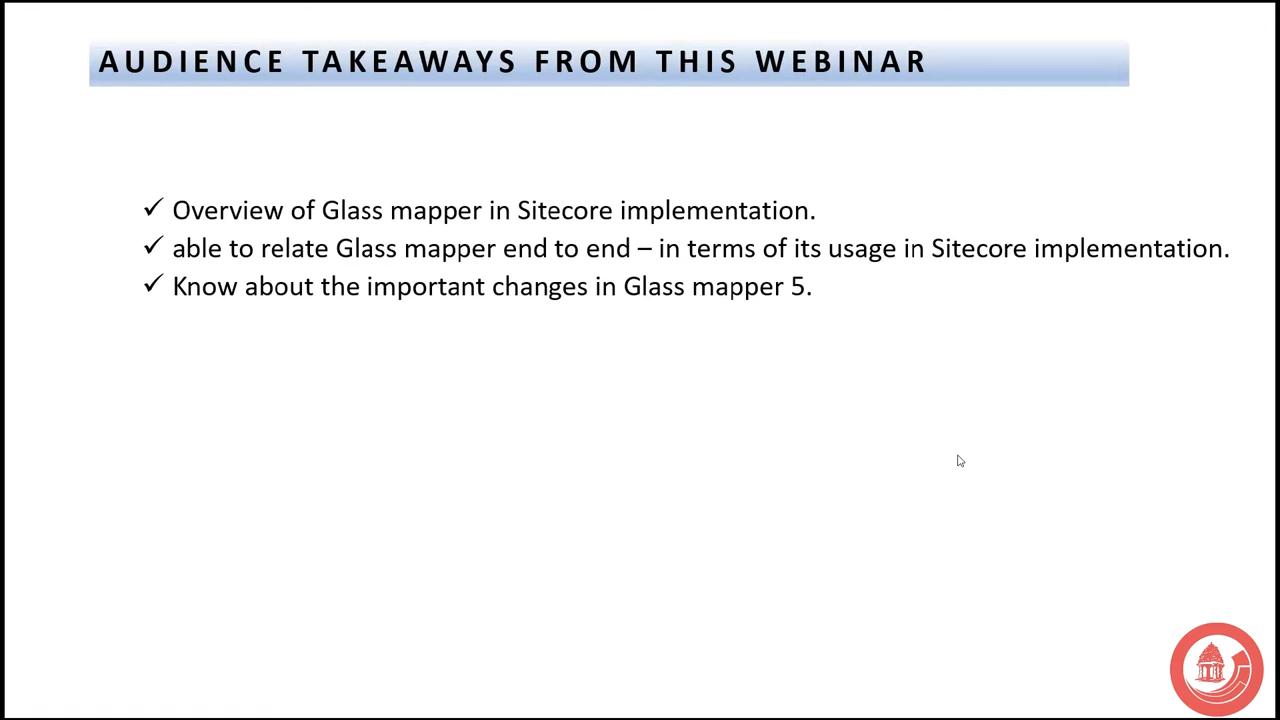 AUDIENCE TAKEAWAYS FROM THIS WEBINAR
✓ Overview of Glass mapper in Sitecore implementation.
✓ able to relate Glass mapper end to end – in terms of its usage in Sitecore implementation.
✓ Know about the important changes in Glass mapper 5.